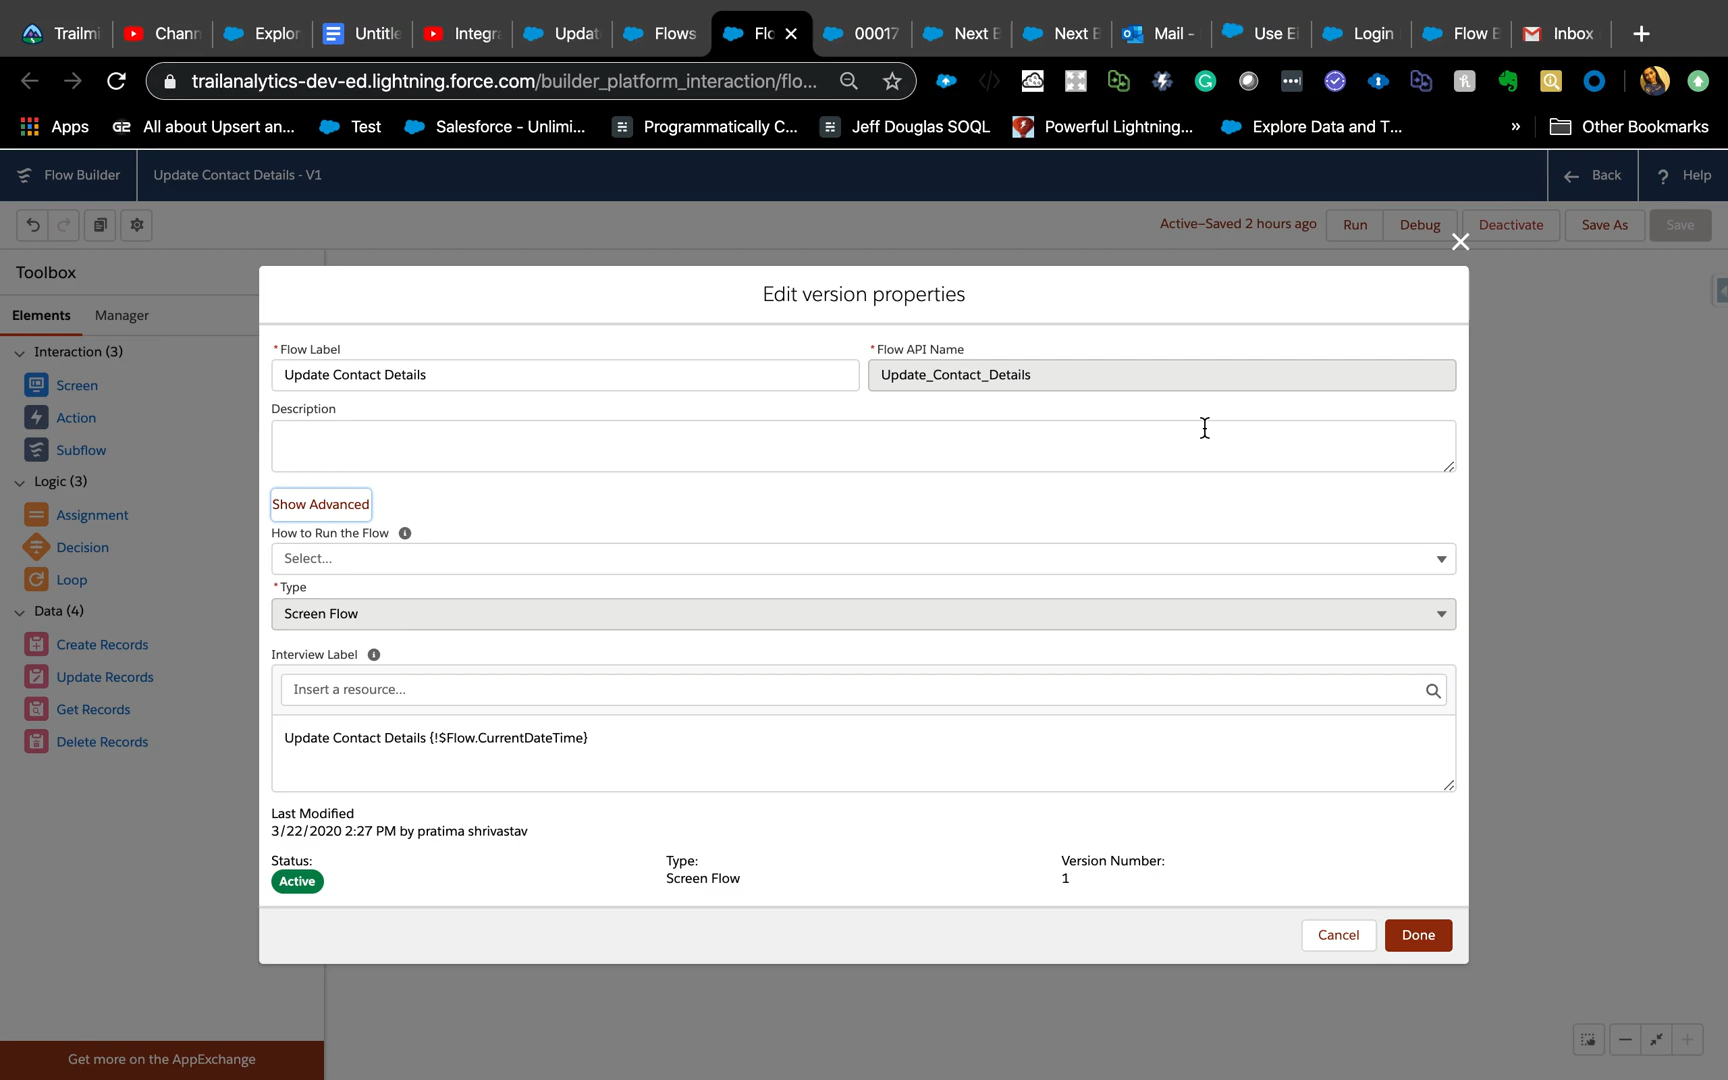 Trailmi
Chann
Explor
Untitle
Integra
Updat
Flows
Flo
00017
Next B
Next B
Mail -
Use Ei
Login
Flow B
Inbox
trailanalytics-dev-ed.lightning.force.com/builder_platform_interaction/flo...
Apps
All about Upsert an...
Test
Salesforce - Unlimi...
Programmatically C...
Jeff Douglas SOQL
Powerful Lightning...
Explore Data and T...
»
Other Bookmarks
Flow Builder
Update Contact Details - V1
Back
? Help
Active–Saved 2 hours ago
Run
Debug
Deactivate
Save As
Save
Toolbox
Elements
Manager
Interaction (3)
Screen
Action
Subflow
Logic (3)
Assignment
Decision
Loop
Data (4)
Create Records
Update Records
Get Records
Delete Records
Get more on the AppExchange
Edit version properties
* Flow Label
Update Contact Details
* Flow API Name
Update_Contact_Details
Description
Show Advanced
How to Run the Flow
Select...
* Type
Screen Flow
Interview Label
Insert a resource...
Update Contact Details {!$Flow.CurrentDateTime}
Last Modified
3/22/2020 2:27 PM by pratima shrivastav
Status:
Active
Type:
Screen Flow
Version Number:
1
Cancel
Done